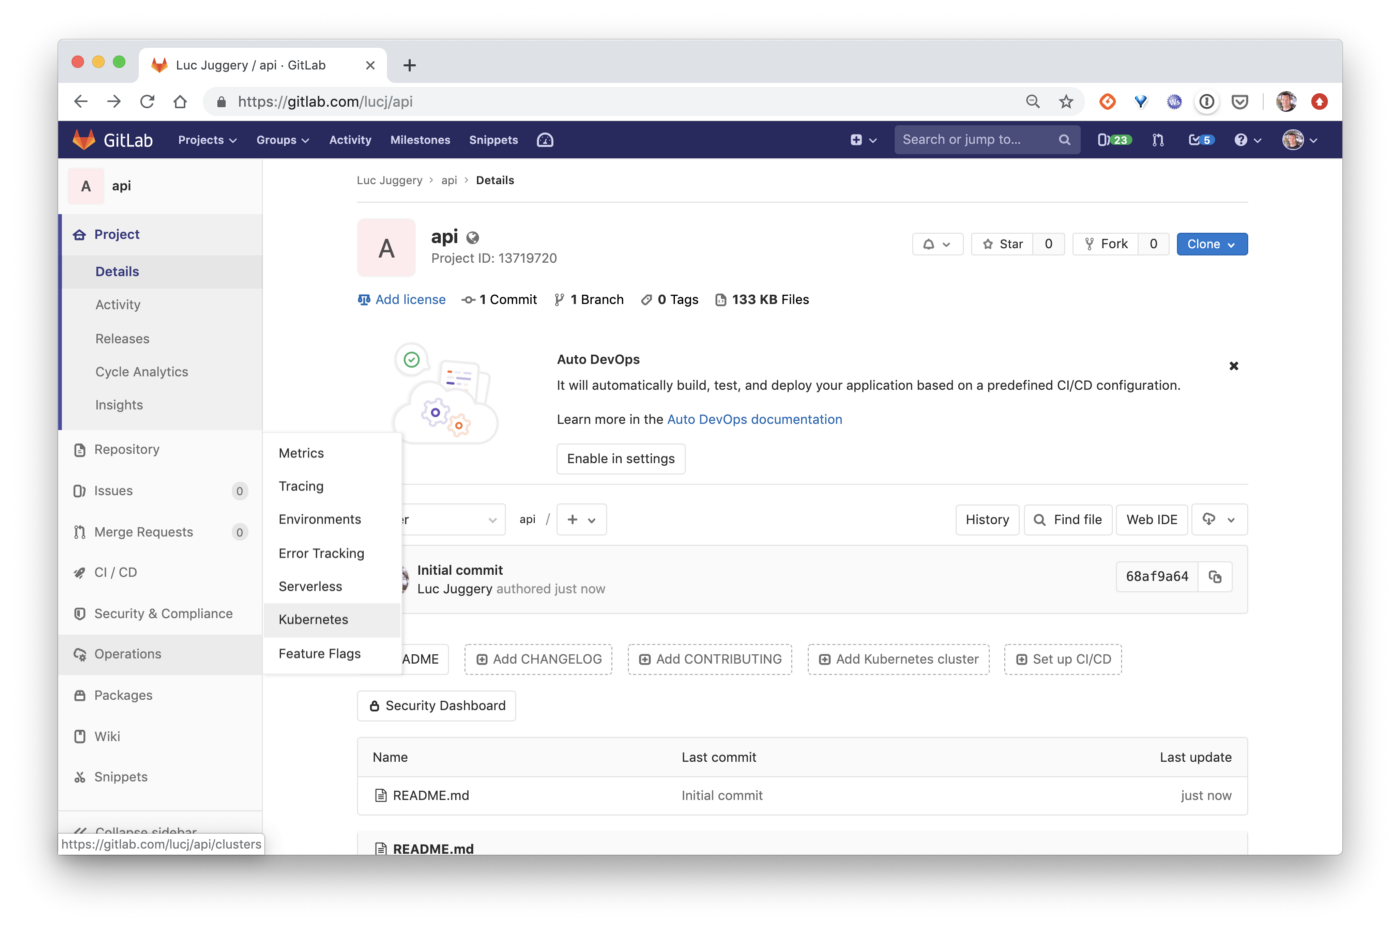 Luc Juggery / api · GitLab
https://gitlab.com/lucj/api
GitLab
Projects
Groups
Activity
Milestones
Snippets
Search or jump to...
23
5
A api
Project
Details
Activity
Releases
Cycle Analytics
Insights
Repository
Issues 0
Merge Requests 0
CI / CD
Security & Compliance
Operations
Packages
Wiki
Snippets
Collapse sidebar
https://gitlab.com/lucj/api/clusters
Metrics
Tracing
Environments
Error Tracking
Serverless
Kubernetes
Feature Flags
Luc Juggery > api > Details
A
api
Project ID: 13719720
Star 0
Fork 0
Clone
Add license
1 Commit
1 Branch
0 Tags
133 KB Files
Auto DevOps
It will automatically build, test, and deploy your application based on a predefined CI/CD configuration.
Learn more in the Auto DevOps documentation
Enable in settings
er
api /
History
Find file
Web IDE
Initial commit
Luc Juggery authored just now
68af9a64
ADME
Add CHANGELOG
Add CONTRIBUTING
Add Kubernetes cluster
Set up CI/CD
Security Dashboard
Name Last commit Last update
README.md Initial commit just now
README.md